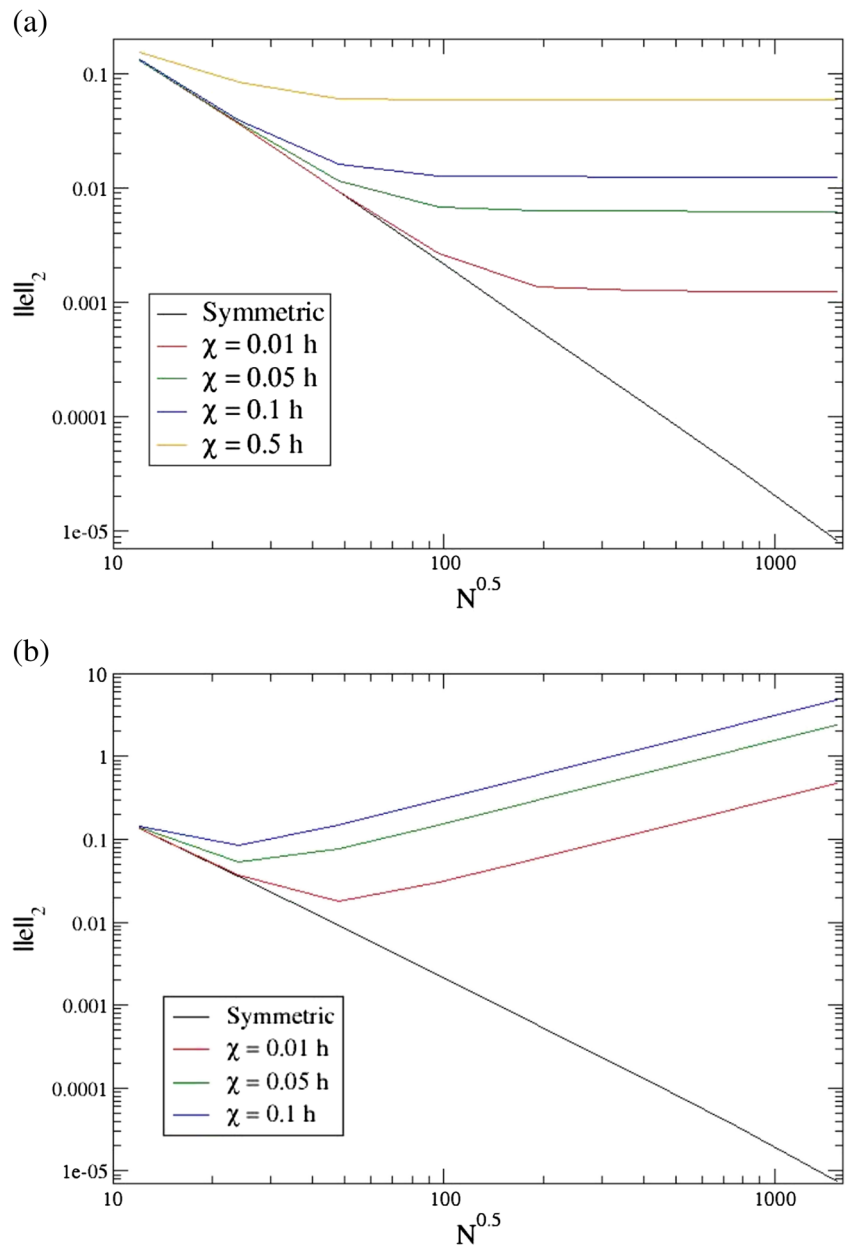 (a)
0.1
0.01
0.001
0.0001
1e-05
||e||₂
Symmetric
χ = 0.01 h
χ = 0.05 h
χ = 0.1 h
χ = 0.5 h
10
100
1000
N^0.5
(b)
10
1
0.1
0.01
0.001
0.0001
1e-05
||e||₂
Symmetric
χ = 0.01 h
χ = 0.05 h
χ = 0.1 h
10
100
1000
N^0.5